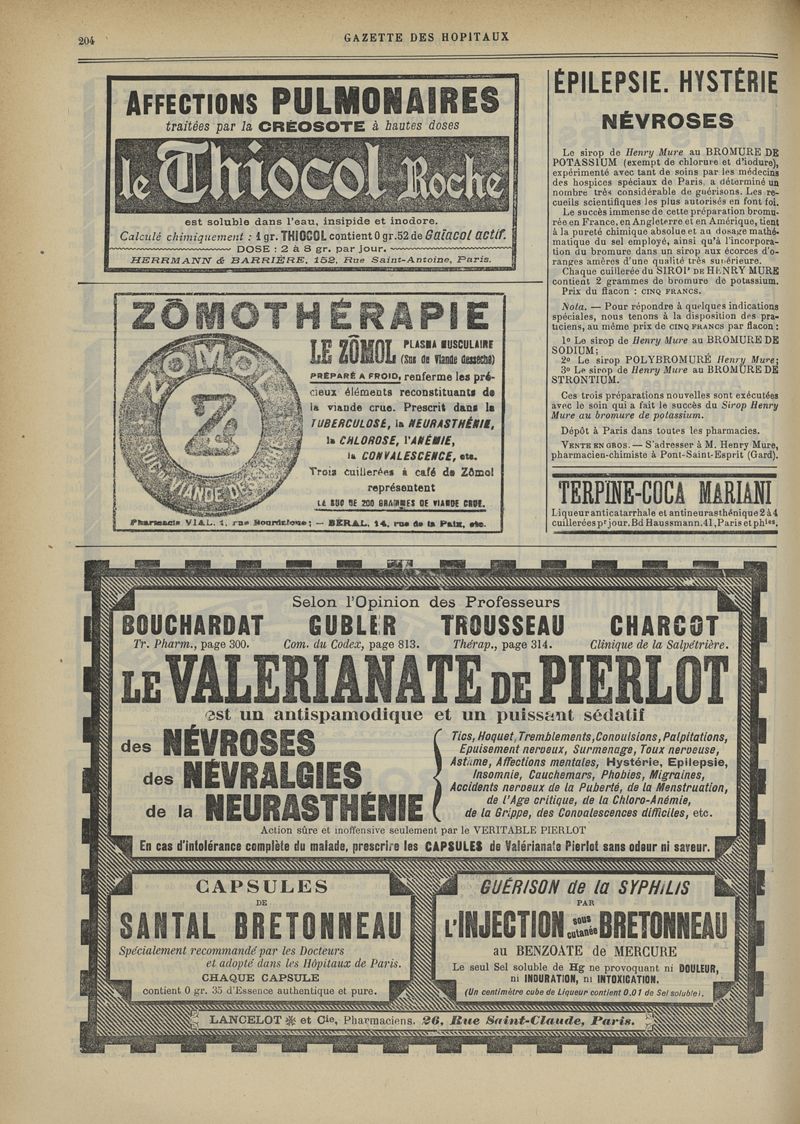 204
GAZETTE DES HOPITAUX
AFFECTIONS PULMONAIRES
traitées par la CRÉOSOTE à hautes doses
le Thiocol Roche
est soluble dans l'eau, insipide et inodore.
Calculé chimiquement : 1 gr. THIOCOL contient 0 gr. 52 de Gaïacol actif.
DOSE : 2 à 8 gr. par jour.
HERRMANN & BARRIÈRE, 152, Rue Saint-Antoine, Paris.
ZÔMOTHÉRAPIE
ZÔMOL
Z
SUC DE VIANDE DESSÉCHÉ
LE ZÔMOL PLASMA MUSCULAIRE
(Suc de Viande desséché)
PRÉPARÉ A FROID, renferme les pré-
cieux éléments reconstituants de
la viande crue. Prescrit dans la
TUBERCULOSE, la NEURASTHÉNIE,
la CHLOROSE, l'ANÉMIE,
la CONVALESCENCE, etc.
Trois cuillerées à café de Zômol
représentent
LE SUC DE 200 GRAMMES DE VIANDE CRUE.
Pharmacie VIAL, 1, rue Bourdaloue; — BÉRAL, 14, rue de la Paix, etc.
ÉPILEPSIE. HYSTÉRIE
NÉVROSES
Le sirop de Henry Mure au BROMURE DE
POTASSIUM (exempt de chlorure et d'iodure),
expérimenté avec tant de soins par les médecins
des hospices spéciaux de Paris, a déterminé un
nombre très considérable de guérisons. Les re-
cueils scientifiques les plus autorisés en font foi.
Le succès immense de cette préparation bromu-
rée en France, en Angleterre et en Amérique, tient
à la pureté chimique absolue et au dosage mathé-
matique du sel employé, ainsi qu'à l'incorpora-
tion du bromure dans un sirop aux écorces d'o-
ranges amères d'une qualité très supérieure.
Chaque cuillerée du SIROP DE HENRY MURE
contient 2 grammes de bromure de potassium.
Prix du flacon : CINQ FRANCS.
Nota. — Pour répondre à quelques indications
spéciales, nous tenons à la disposition des pra-
ticiens, au même prix de CINQ FRANCS par flacon :
1º Le sirop de Henry Mure au BROMURE DE
SODIUM;
2º Le sirop POLYBROMURÉ Henry Mure;
3º Le sirop de Henry Mure au BROMURE DE
STRONTIUM.
Ces trois préparations nouvelles sont exécutées
avec le soin qui a fait le succès du Sirop Henry
Mure au bromure de potassium.
Dépôt à Paris dans toutes les pharmacies.
VENTE EN GROS. — S'adresser à M. Henry Mure,
pharmacien-chimiste à Pont-Saint-Esprit (Gard).
TERPINE-COCA MARIANI
Liqueur anticatarrhale et antineurasthénique 2 à 4
cuillerées pr jour. Bd Haussmann. 41, Paris et phies.
Selon l'Opinion des Professeurs
BOUCHARDAT GUBLER TROUSSEAU CHARCOT
Tr. Pharm., page 300. Com. du Codex, page 813. Thérap., page 314. Clinique de la Salpêtrière.
LE VALERIANATE DE PIERLOT
est un antispamodique et un puissant sédatif
des NÉVROSES
des NÉVRALGIES
de la NEURASTHÉNIE
Tics, Hoquet, Tremblements, Convulsions, Palpitations,
Epuisement nerveux, Surmenage, Toux nerveuse,
Asthme, Affections mentales, Hystérie, Epilepsie,
Insomnie, Cauchemars, Phobies, Migraines,
Accidents nerveux de la Puberté, de la Menstruation,
de l'Age critique, de la Chloro-Anémie,
de la Grippe, des Convalescences difficiles, etc.
Action sûre et inoffensive seulement par le VERITABLE PIERLOT
En cas d'intolérance complète du malade, prescrire les CAPSULES de Valérianate Pierlot sans odeur ni saveur.
CAPSULES
DE
SANTAL BRETONNEAU
Spécialement recommandé par les Docteurs
et adopté dans les Hôpitaux de Paris.
CHAQUE CAPSULE
contient 0 gr. 35 d'Essence authentique et pure.
GUÉRISON de la SYPHILIS
PAR
L'INJECTION sous cutanée BRETONNEAU
au BENZOATE de MERCURE
Le seul Sel soluble de Hg ne provoquant ni DOULEUR,
ni INDURATION, ni INTOXICATION.
(Un centimètre cube de Liqueur contient 0.01 de Sel soluble).
LANCELOT et Cie, Pharmaciens, 26, Rue Saint-Claude, Paris.